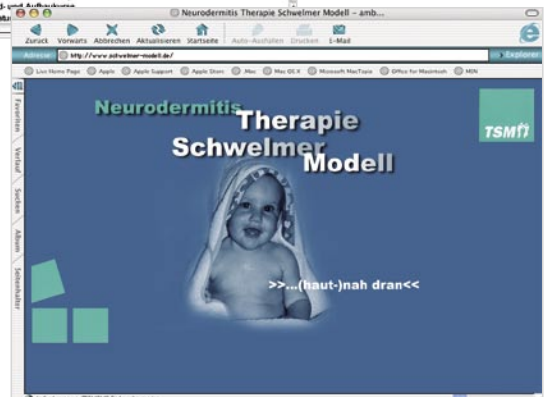 d- und Aufbaukurse
Neurodermitis Therapie Schwelmer Modell – amb...
Zurück Vorwärts Abbrechen Aktualisieren Startseite Auto-Ausfüllen Drucken E-Mail
Adresse http://www.schwelmer-modell.de/ Explorer
Live Home Page Apple Apple Support Apple Store .Mac Mac OS X Microsoft MacTopia Office for Macintosh MSN
Favoriten
Verlauf
Suchen
Album
Seitenhalter
Neurodermitis
Therapie
Schwelmer
Modell
TSM
>>...(haut-)nah dran<<